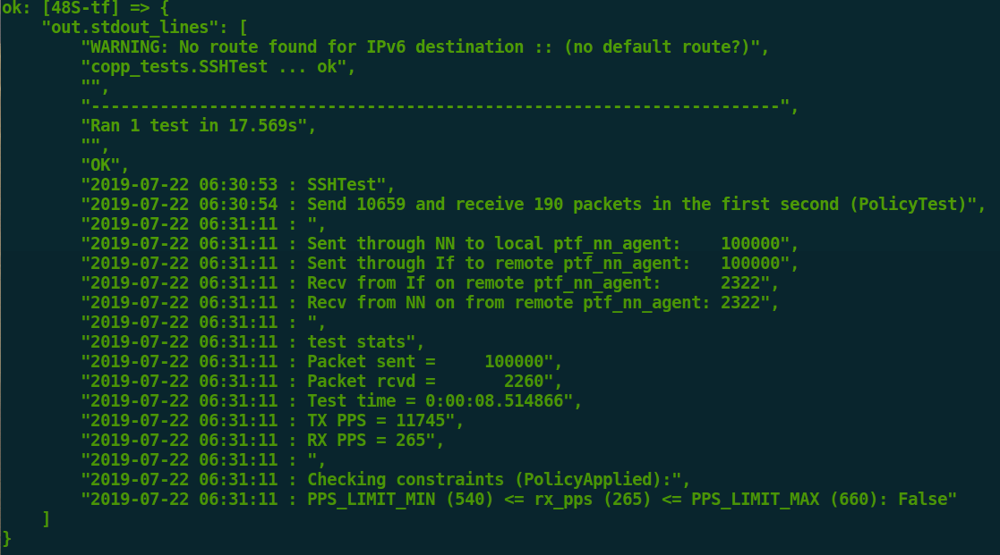 ok: [48S-tf] => {
    "out.stdout_lines": [
        "WARNING: No route found for IPv6 destination :: (no default route?)",
        "copp_tests.SSHTest ... ok",
        "",
        "----------------------------------------------------------------------",
        "Ran 1 test in 17.569s",
        "",
        "OK",
        "2019-07-22 06:30:53 : SSHTest",
        "2019-07-22 06:30:54 : Send 10659 and receive 190 packets in the first second (PolicyTest)",
        "2019-07-22 06:31:11 : ",
        "2019-07-22 06:31:11 : Sent through NN to local ptf_nn_agent:    100000",
        "2019-07-22 06:31:11 : Sent through If to remote ptf_nn_agent:   100000",
        "2019-07-22 06:31:11 : Recv from If on remote ptf_nn_agent:      2322",
        "2019-07-22 06:31:11 : Recv from NN on from remote ptf_nn_agent: 2322",
        "2019-07-22 06:31:11 : ",
        "2019-07-22 06:31:11 : test stats",
        "2019-07-22 06:31:11 : Packet sent =     100000",
        "2019-07-22 06:31:11 : Packet rcvd =       2260",
        "2019-07-22 06:31:11 : Test time = 0:00:08.514866",
        "2019-07-22 06:31:11 : TX PPS = 11745",
        "2019-07-22 06:31:11 : RX PPS = 265",
        "2019-07-22 06:31:11 : ",
        "2019-07-22 06:31:11 : Checking constraints (PolicyApplied):",
        "2019-07-22 06:31:11 : PPS_LIMIT_MIN (540) <= rx_pps (265) <= PPS_LIMIT_MAX (660): False"
    ]
}